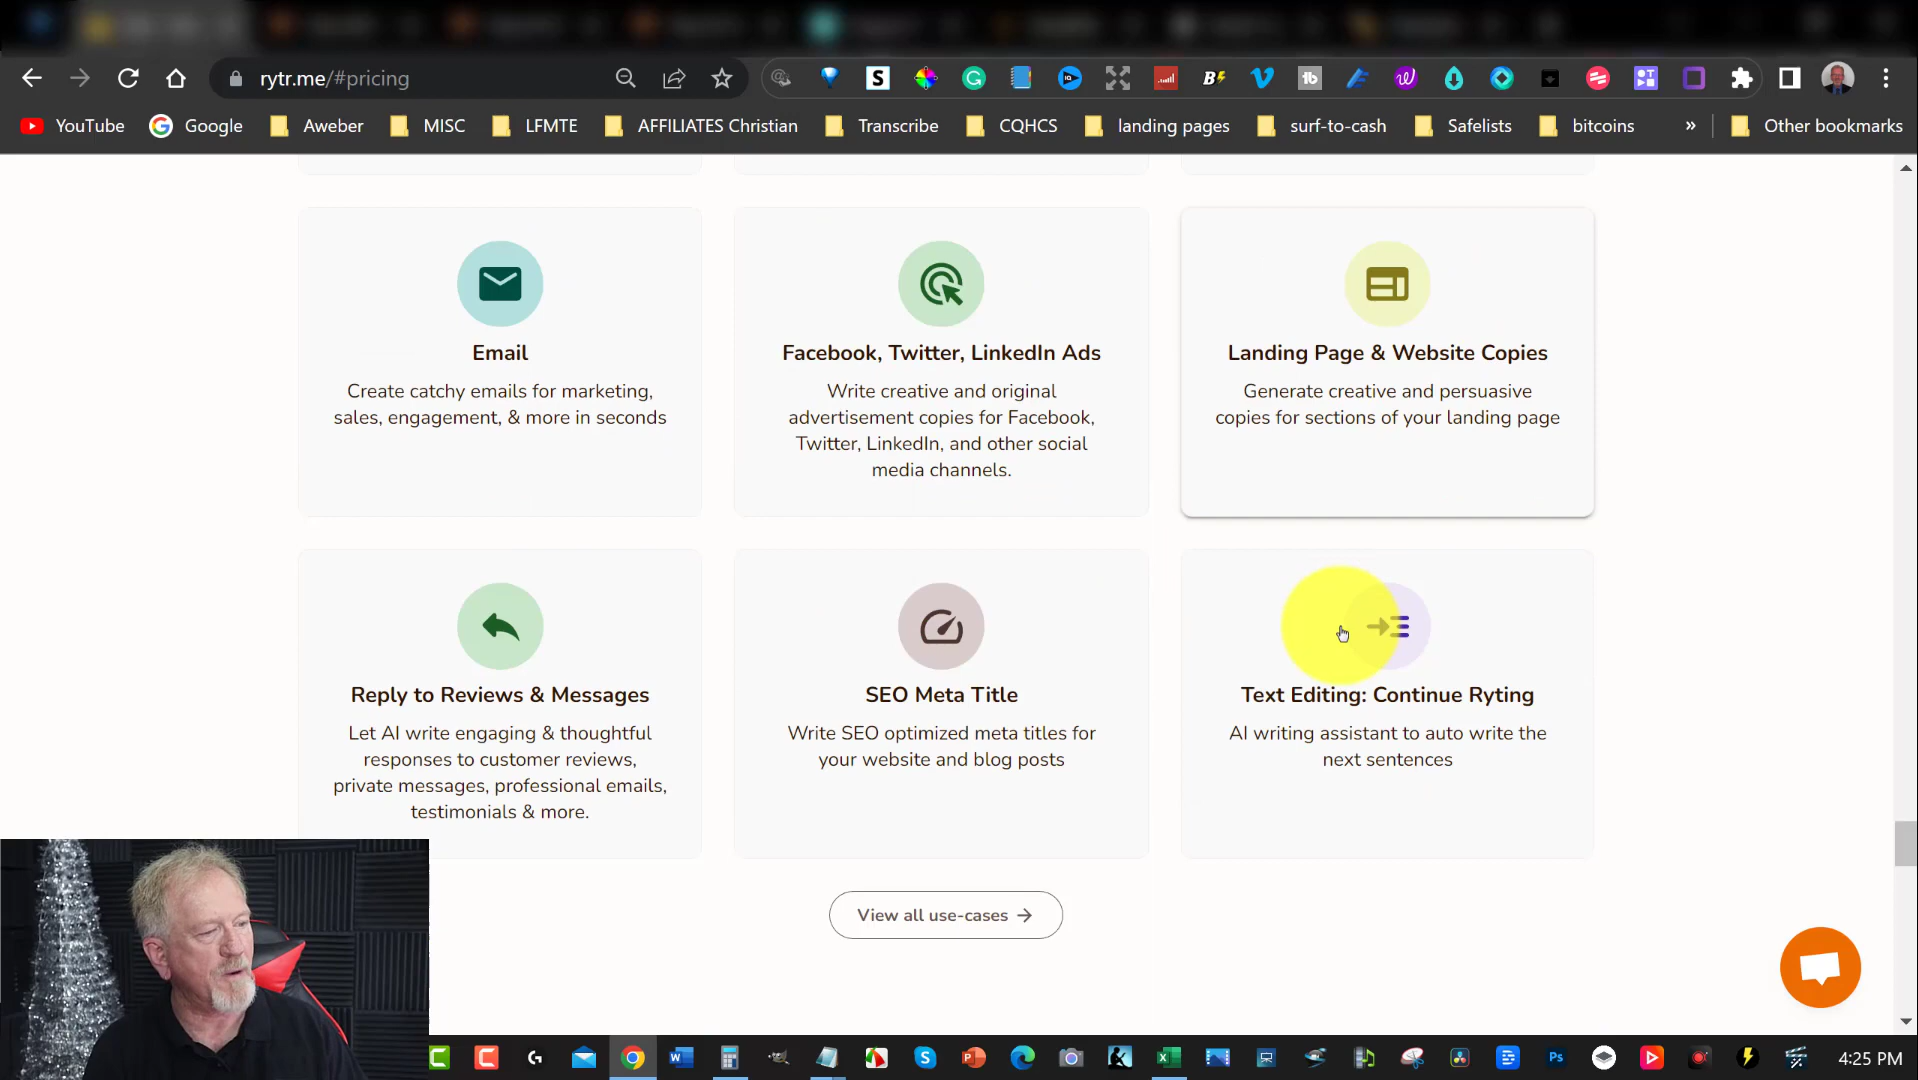 rytr.me/#pricing
YouTube
Google
Aweber
MISC
LFMTE
AFFILIATES Christian
Transcribe
CQHCS
landing pages
surf-to-cash
Safelists
bitcoins
»
Other bookmarks
Email
Create catchy emails for marketing,
sales, engagement, & more in seconds
Facebook, Twitter, LinkedIn Ads
Write creative and original
advertisement copies for Facebook,
Twitter, LinkedIn, and other social
media channels.
Landing Page & Website Copies
Generate creative and persuasive
copies for sections of your landing page
Reply to Reviews & Messages
Let AI write engaging & thoughtful
responses to customer reviews,
private messages, professional emails,
testimonials & more.
SEO Meta Title
Write SEO optimized meta titles for
your website and blog posts
Text Editing: Continue Ryting
AI writing assistant to auto write the
next sentences
View all use-cases
4:25 PM